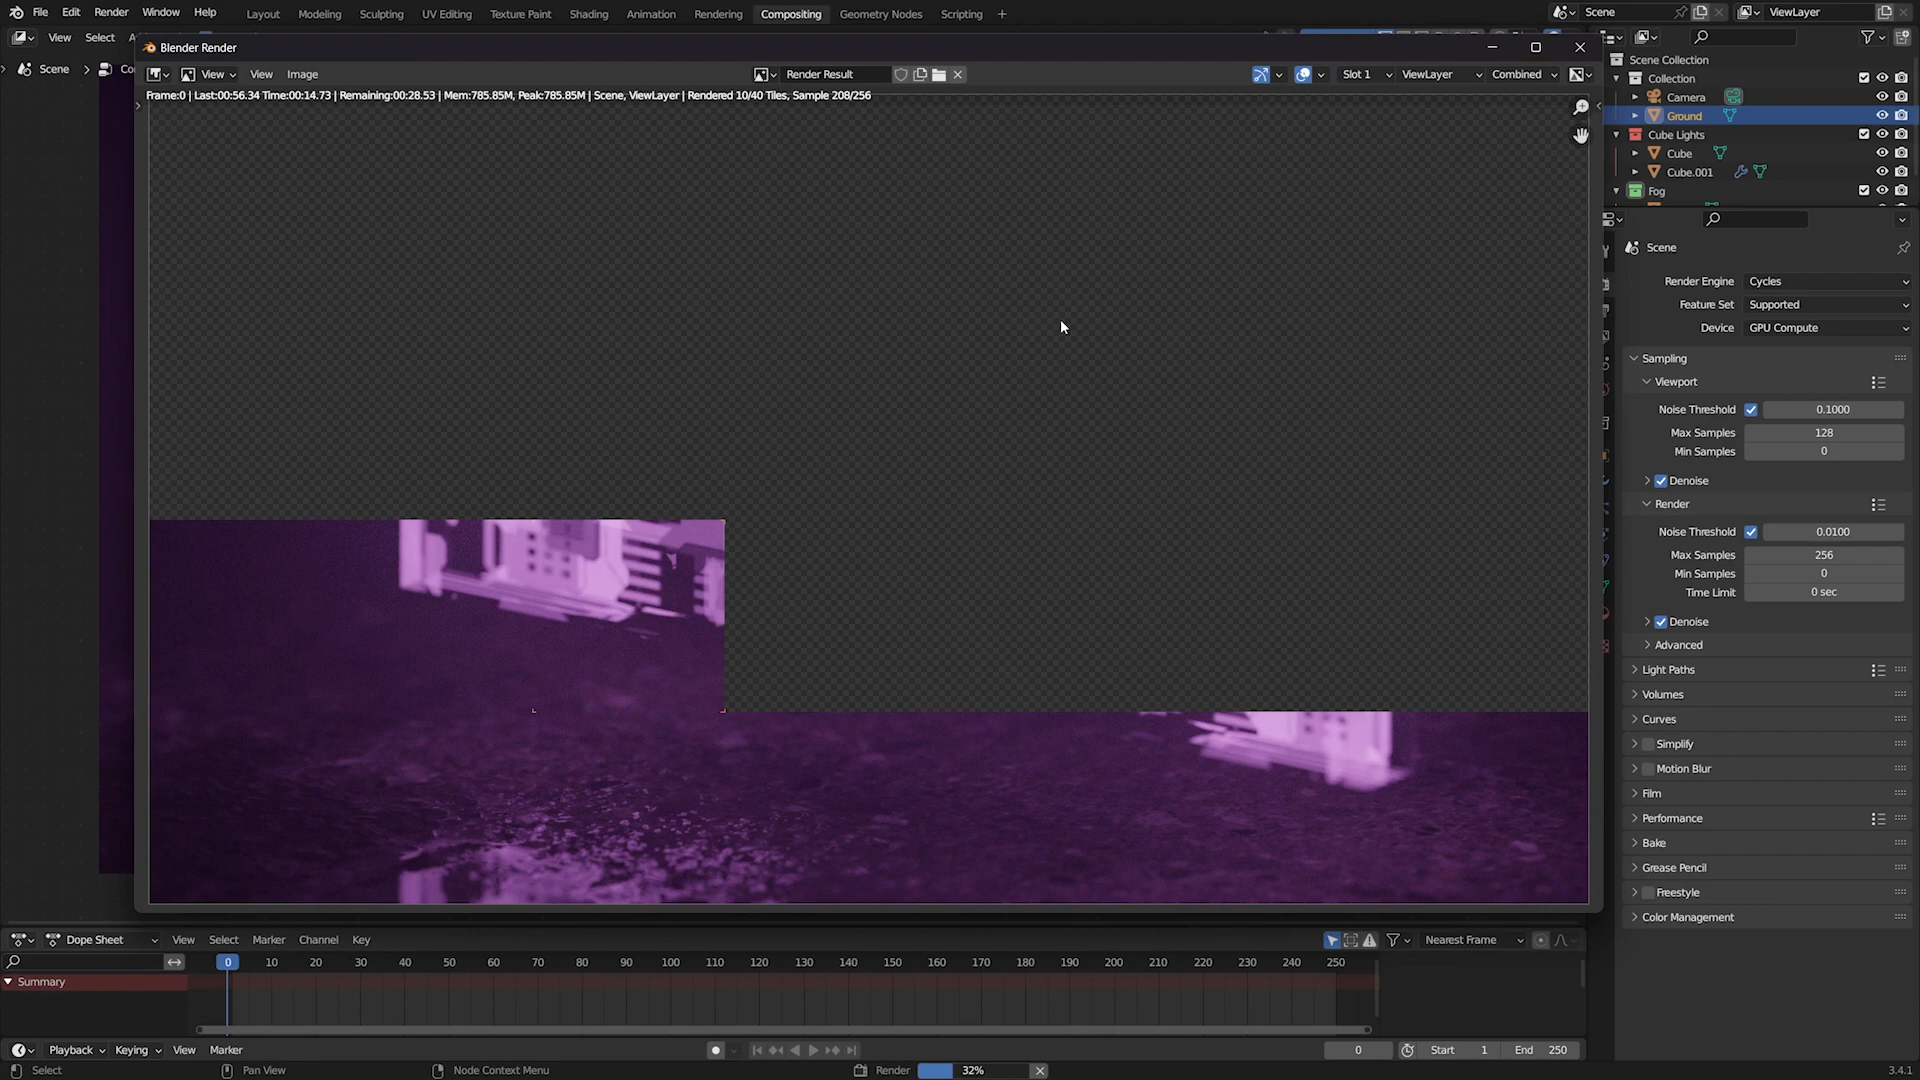 File Edit Render Window Help Layout Modeling Sculpting UV Editing Texture Paint Shading Animation Rendering Compositing Geometry Nodes Scripting + Scene ViewLayer
View Select
Blender Render
Scene
View View Image Render Result Slot 1 ViewLayer Combined
Frame:0 | Last:00:56.34 Time:00:14.73 | Remaining:00:28.53 | Mem:785.85M, Peak:785.85M | Scene, ViewLayer | Rendered 10/40 Tiles, Sample 208/256
Scene Collection
Collection
Camera
Ground
Cube Lights
Cube
Cube.001
Fog
Scene
Render Engine Cycles
Feature Set Supported
Device GPU Compute
Sampling
Viewport
Noise Threshold 0.1000
Max Samples 128
Min Samples 0
Denoise
Render
Noise Threshold 0.0100
Max Samples 256
Min Samples 0
Time Limit 0 sec
Denoise
Advanced
Light Paths
Volumes
Curves
Simplify
Motion Blur
Film
Performance
Bake
Grease Pencil
Freestyle
Color Management
Dope Sheet View Select Marker Channel Key Nearest Frame
0 10 20 30 40 50 60 70 80 90 100 110 120 130 140 150 160 170 180 190 200 210 220 230 240 250
Summary
Playback Keying View Marker 0 Start 1 End 250
Select Pan View Node Context Menu Render 32% 3.4.1